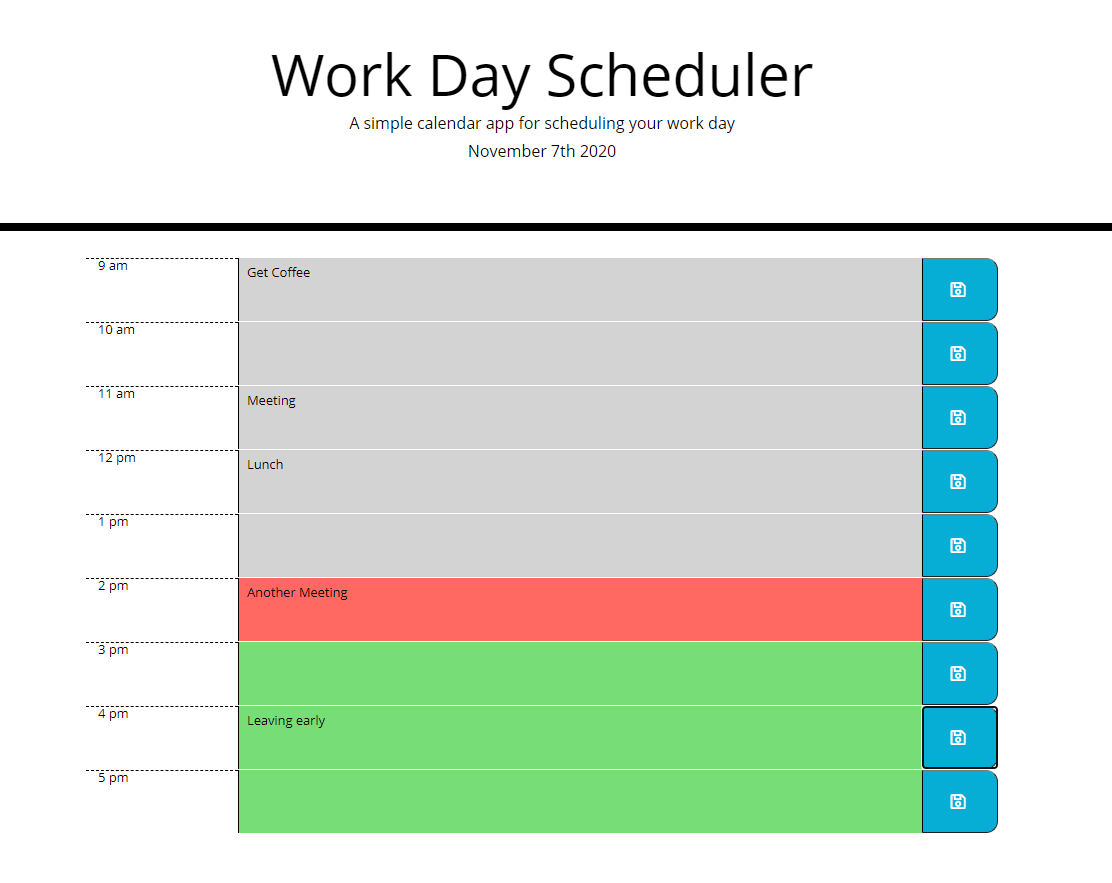 Work Day Scheduler
A simple calendar app for scheduling your work day
November 7th 2020
9 am
Get Coffee
10 am
11 am
Meeting
12 pm
Lunch
1 pm
2 pm
Another Meeting
3 pm
4 pm
Leaving early
5 pm